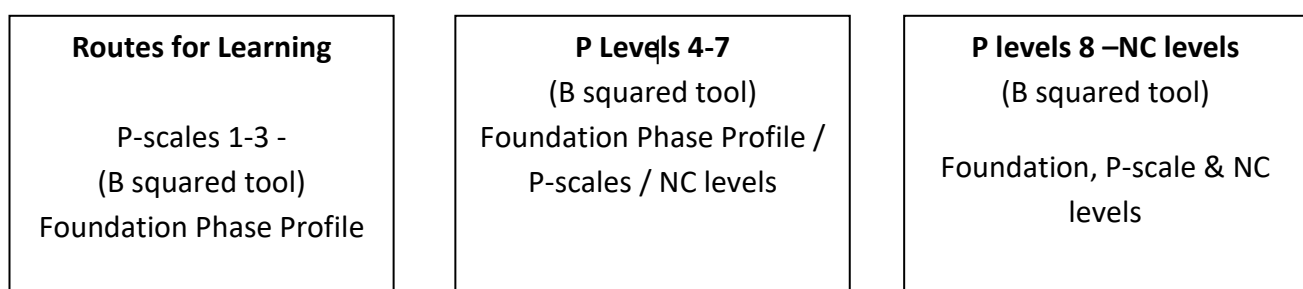 Routes for Learning
P-scales 1-3 -
(B squared tool)
Foundation Phase Profile
P Levels 4-7
(B squared tool)
Foundation Phase Profile /
P-scales / NC levels
P levels 8 –NC levels
(B squared tool)
Foundation, P-scale & NC
levels